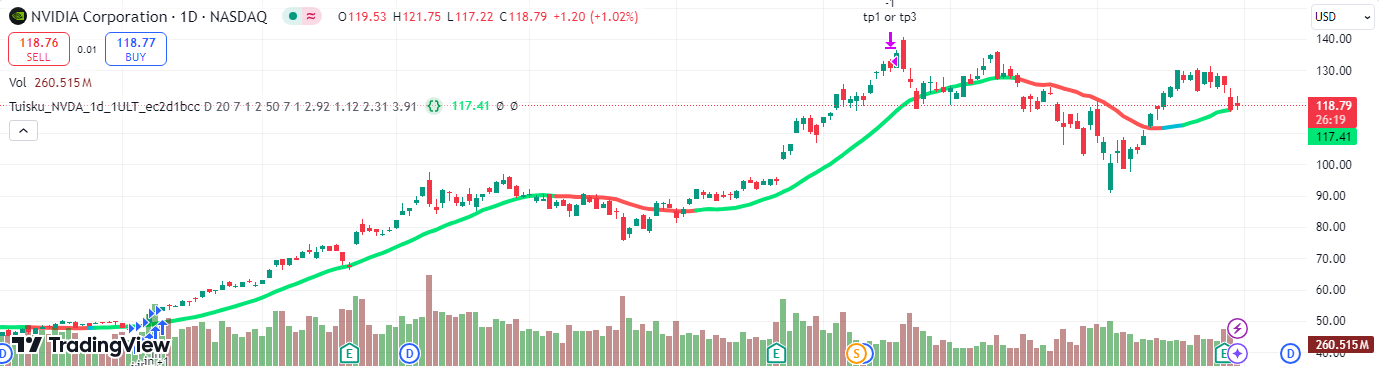 NVIDIA Corporation · 1D · NASDAQ O119.53 H121.75 L117.22 C118.79 +1.20 (+1.02%)
-1
tp1 or tp3
USD
118.76
SELL
0.01
118.77
BUY
Vol 260.515M
Tuisku_NVDA_1d_1ULT_ec2d1bcc D 20 7 1 2 50 7 1 2.92 1.12 2.31 3.91 {} 117.41 Ø Ø
140.00
130.00
118.79
26:19
117.41
100.00
90.00
80.00
70.00
60.00
50.00
260.515M
40.00
TradingView
D
E
D
E
S
E
D